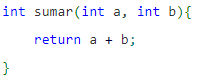 int sumar(int a, int b){
return a + b;
}